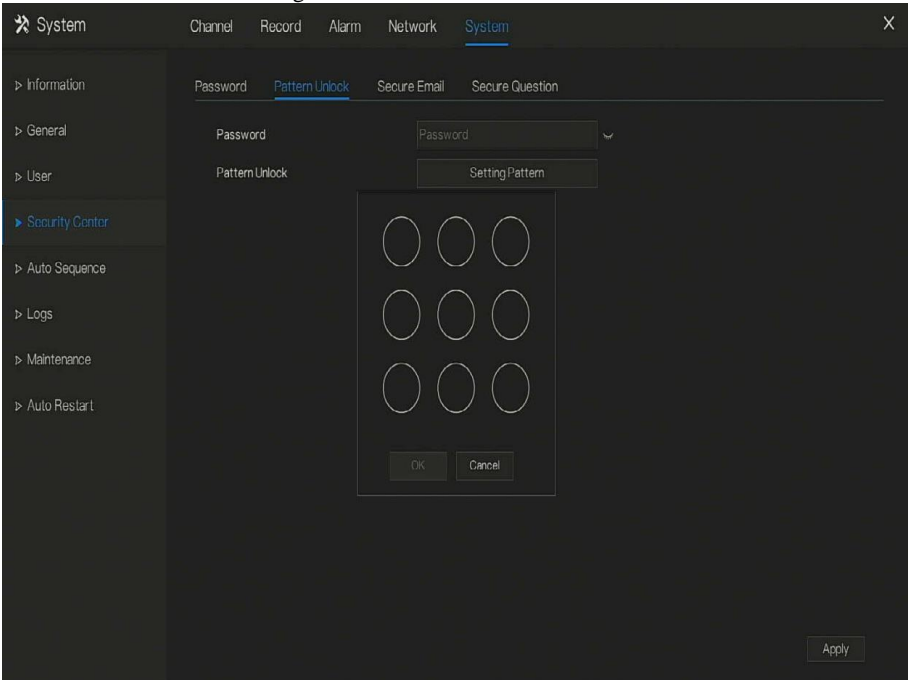 System
Channel Record Alarm Network System X
Information
General
User
Security Center
Auto Sequence
Logs
Maintenance
Auto Restart
Password Pattern Unlock Secure Email Secure Question
Password Password
Pattern Unlock Setting Pattern
OK Cancel
Apply